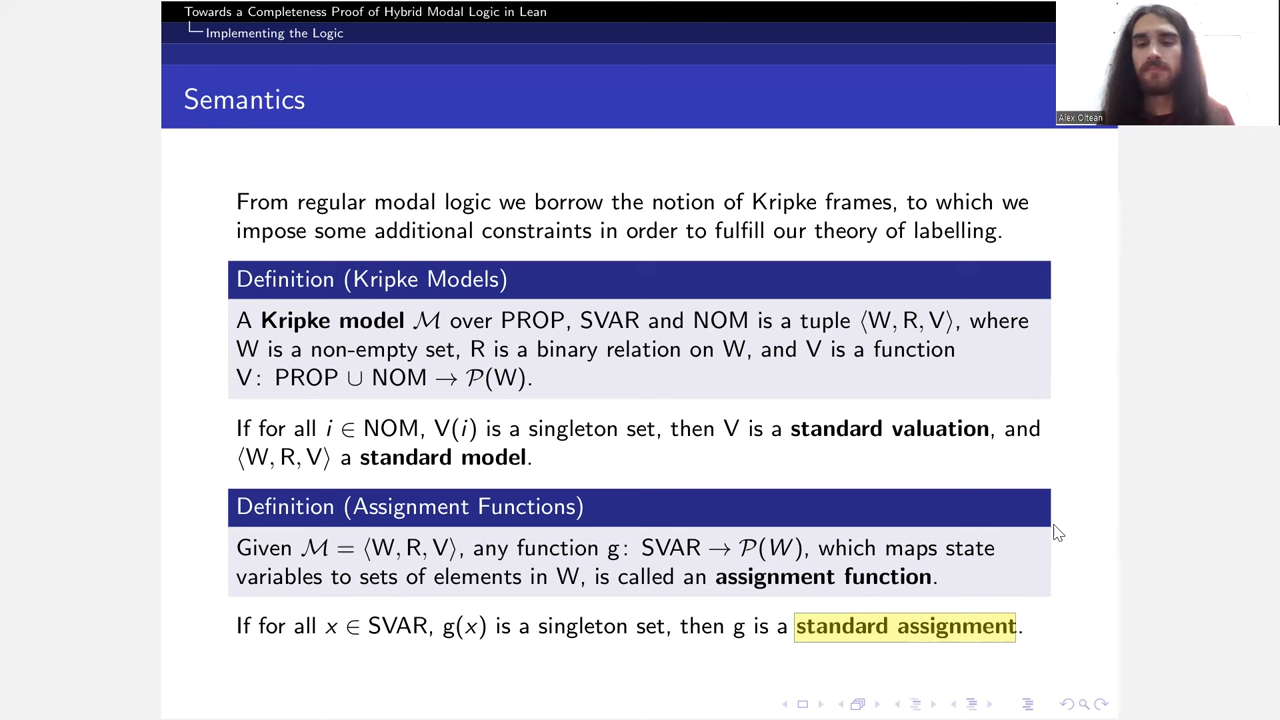 Towards a Completeness Proof of Hybrid Modal Logic in Lean
Implementing the Logic
Alex Oltean
Semantics
From regular modal logic we borrow the notion of Kripke frames, to which we
impose some additional constraints in order to fulfill our theory of labelling.
Definition (Kripke Models)
A Kripke model ℳ over PROP, SVAR and NOM is a tuple ⟨W, R, V⟩, where
W is a non-empty set, R is a binary relation on W, and V is a function
V: PROP ∪ NOM → 𝒫(W).
If for all i ∈ NOM, V(i) is a singleton set, then V is a standard valuation, and
⟨W, R, V⟩ a standard model.
Definition (Assignment Functions)
Given ℳ = ⟨W, R, V⟩, any function g: SVAR → 𝒫(W), which maps state
variables to sets of elements in W, is called an assignment function.
If for all x ∈ SVAR, g(x) is a singleton set, then g is a standard assignment.